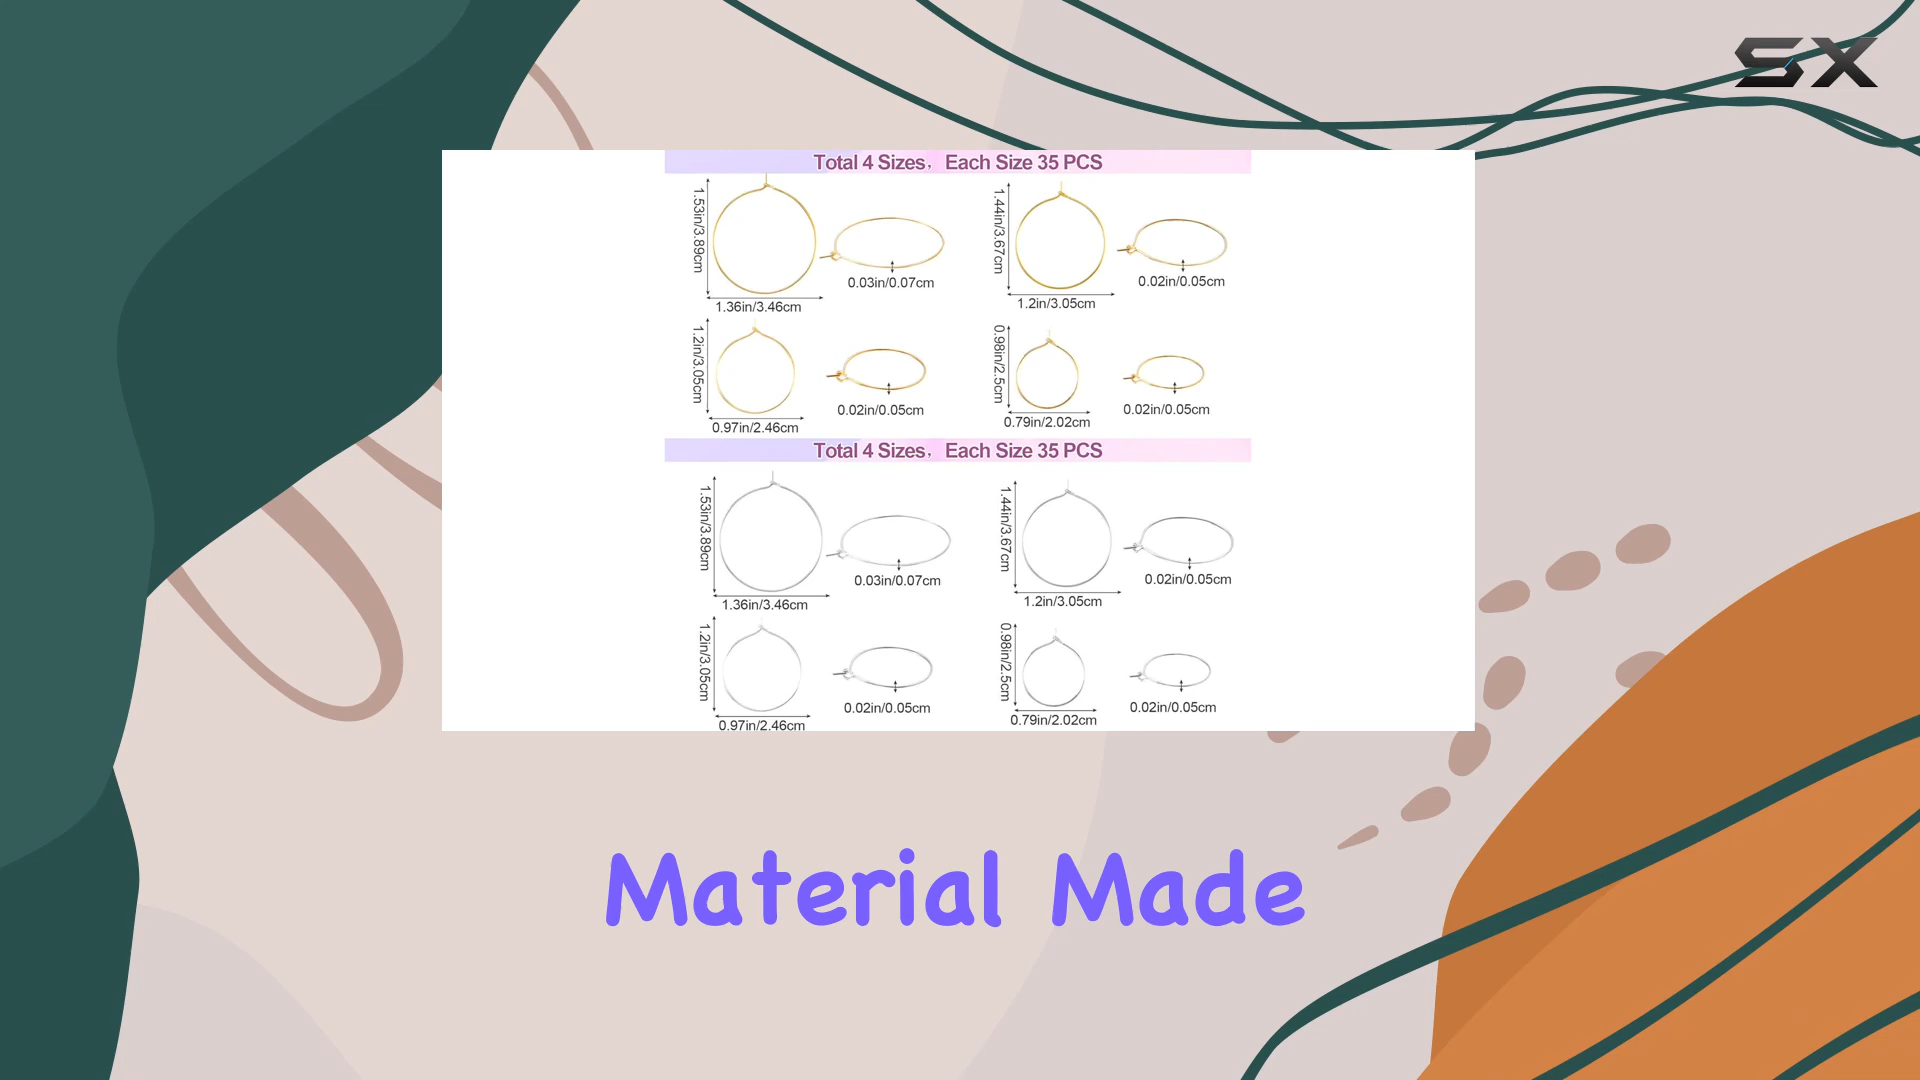 SX
Total 4 Sizes, Each Size 35 PCS
1.53in/3.89cm
1.36in/3.46cm
0.03in/0.07cm
1.44in/3.67cm
1.2in/3.05cm
0.02in/0.05cm
1.2in/3.05cm
0.97in/2.46cm
0.02in/0.05cm
0.98in/2.5cm
0.79in/2.02cm
0.02in/0.05cm
Total 4 Sizes, Each Size 35 PCS
1.53in/3.89cm
1.36in/3.46cm
0.03in/0.07cm
1.44in/3.67cm
1.2in/3.05cm
0.02in/0.05cm
1.2in/3.05cm
0.97in/2.46cm
0.02in/0.05cm
0.98in/2.5cm
0.79in/2.02cm
0.02in/0.05cm
Material Made